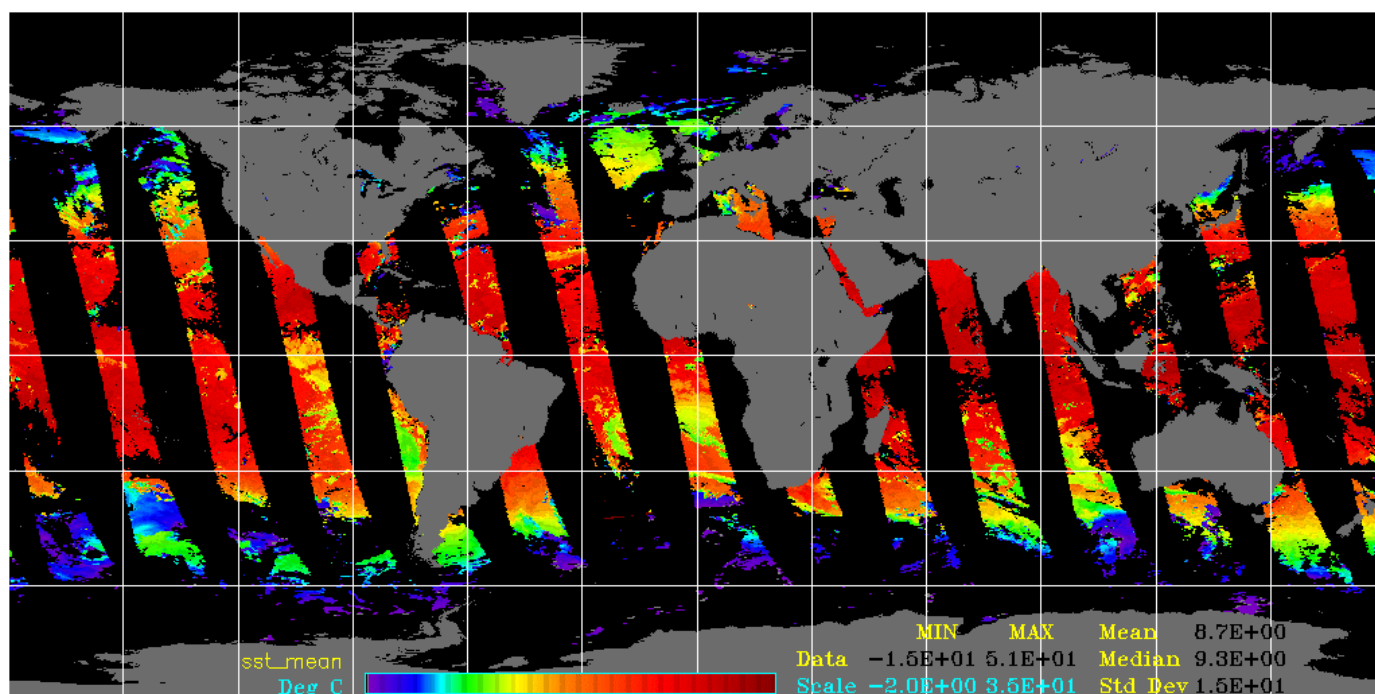 MIN MAX Mean 8.7E+00
sst_mean Data -1.5E+01 5.1E+01 Median 9.3E+00
Deg C Scale -2.0E+00 3.5E+01 Std Dev 1.5E+01